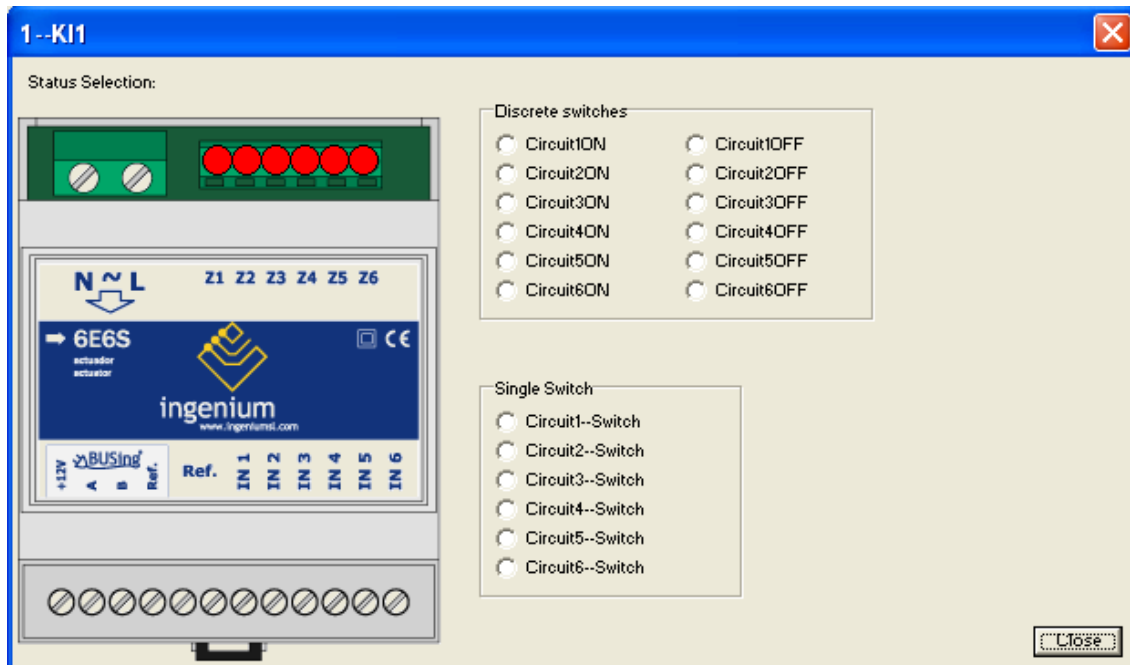 1--KI1
Status Selection:
N ~ L
Z1 Z2 Z3 Z4 Z5 Z6
6E6S
actuador
actuator
CE
ingenium
www.ingeniumsl.com
+12V A B Ref.
BUSing
Ref. IN 1 IN 2 IN 3 IN 4 IN 5 IN 6
Discrete switches
Circuit1ON Circuit1OFF
Circuit2ON Circuit2OFF
Circuit3ON Circuit3OFF
Circuit4ON Circuit4OFF
Circuit5ON Circuit5OFF
Circuit6ON Circuit6OFF
Single Switch
Circuit1--Switch
Circuit2--Switch
Circuit3--Switch
Circuit4--Switch
Circuit5--Switch
Circuit6--Switch
Close